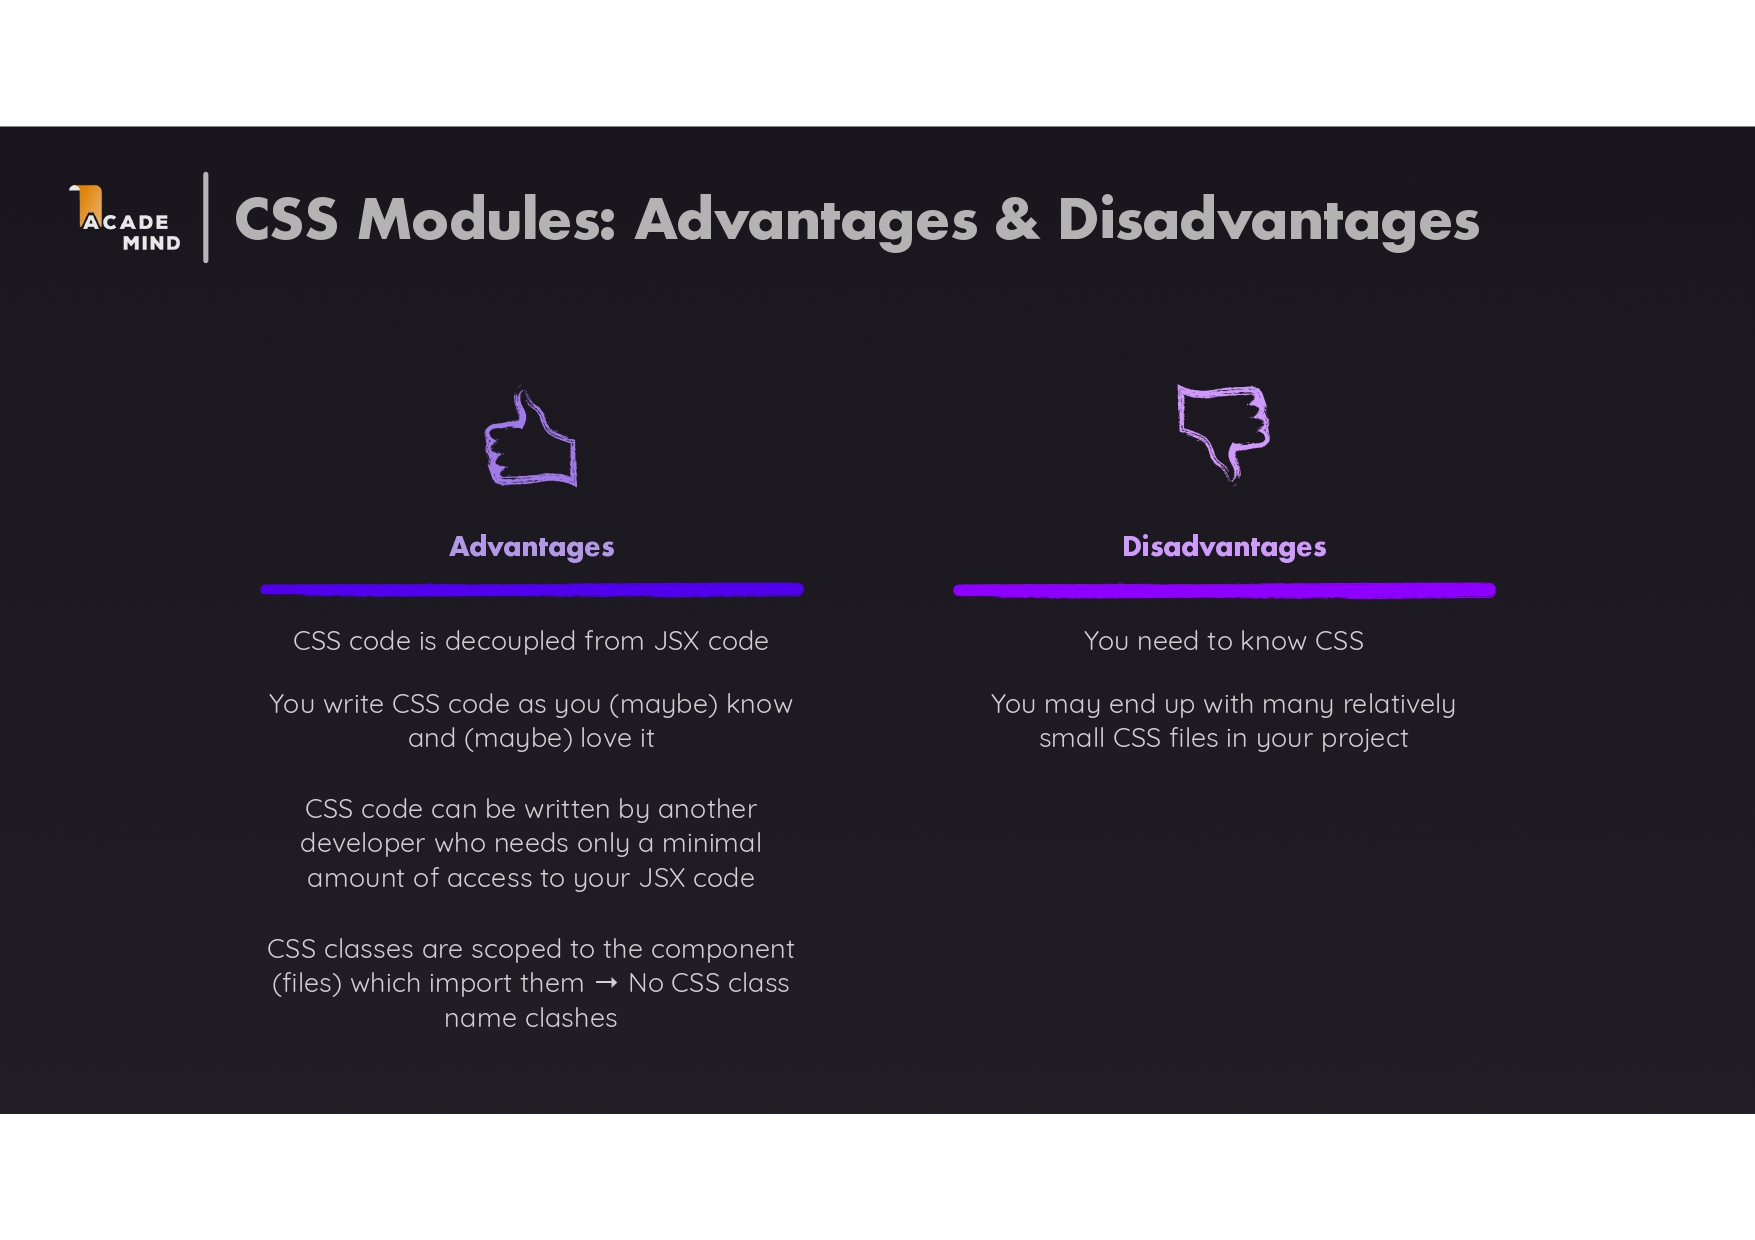 ACADE
MIND
CSS Modules: Advantages & Disadvantages
Advantages
CSS code is decoupled from JSX code
You write CSS code as you (maybe) know
and (maybe) love it
CSS code can be written by another
developer who needs only a minimal
amount of access to your JSX code
CSS classes are scoped to the component
(files) which import them → No CSS class
name clashes
Disadvantages
You need to know CSS
You may end up with many relatively
small CSS files in your project